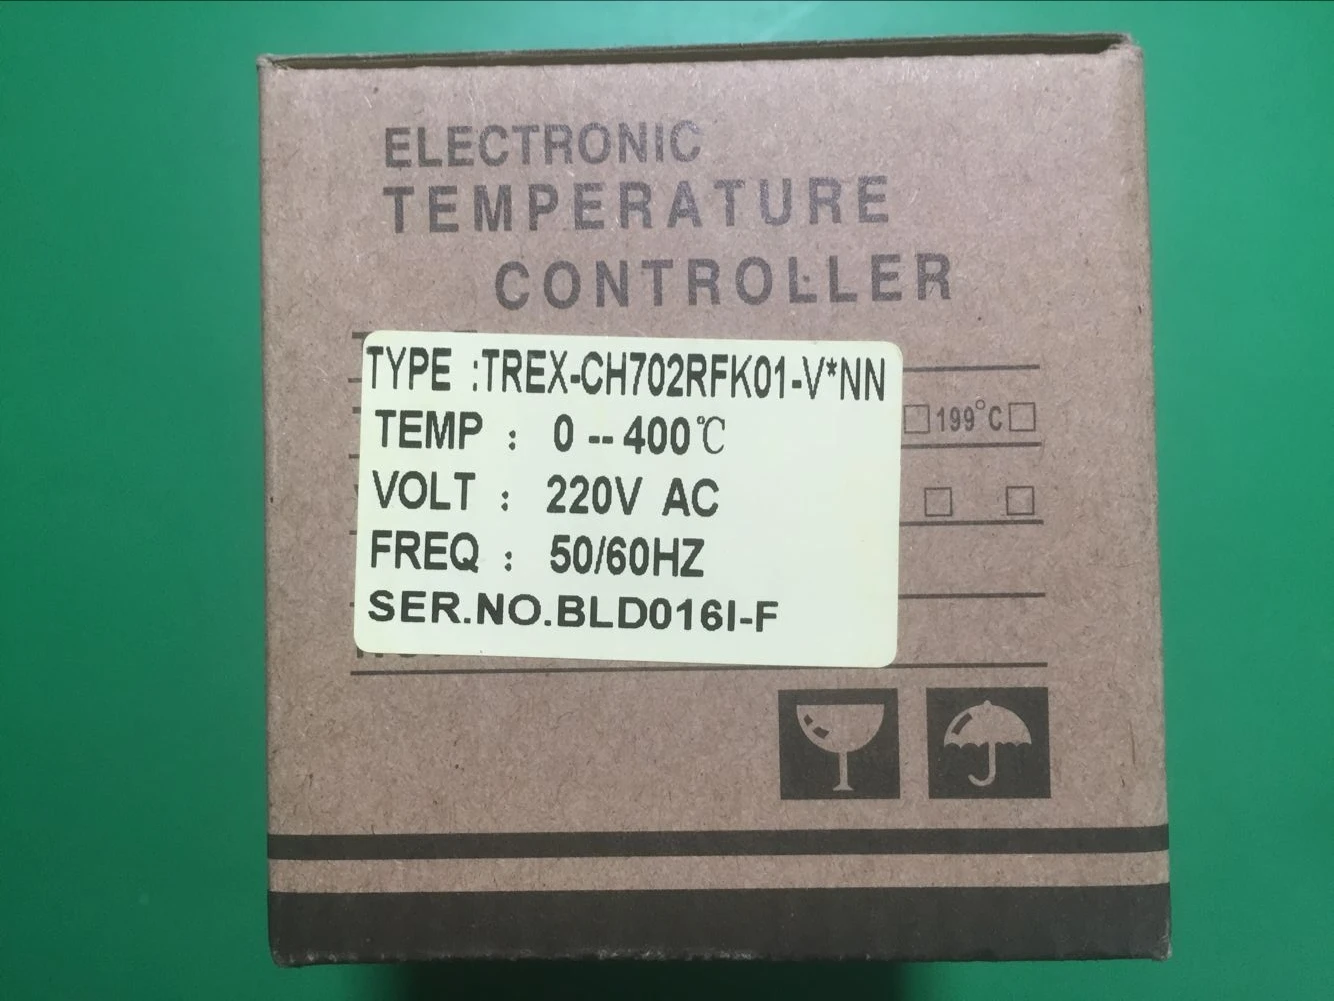 ELECTRONIC
TEMPERATURE
CONTROLLER
TYPE :TREX-CH702RFK01-V*NN
TEMP : 0 -- 400℃
□199°C□
VOLT : 220V AC
□ □
FREQ : 50/60HZ
SER.NO.BLD016I-F